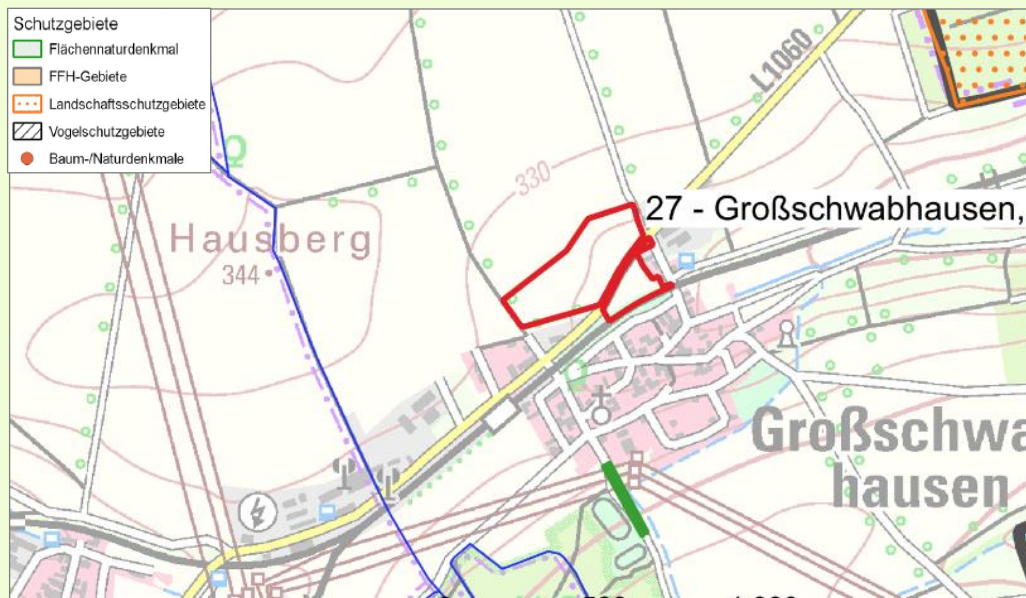 Schutzgebiete
Flächennaturdenkmal
FFH-Gebiete
Landschaftsschutzgebiete
Vogelschutzgebiete
Baum-/Naturdenkmale
L1060
330
27 - Großschwabhausen,
Hausberg
344
Großschwa
hausen